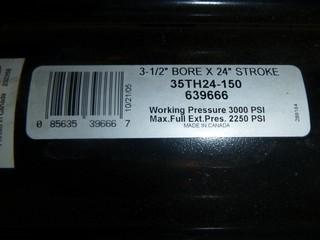 3-1/2" BORE X 24" STROKE
35TH24-150
639666
10/21/05
0 85635 39666 7
Working Pressure 3000 PSI
Max.Full Ext.Pres. 2250 PSI
MADE IN CANADA